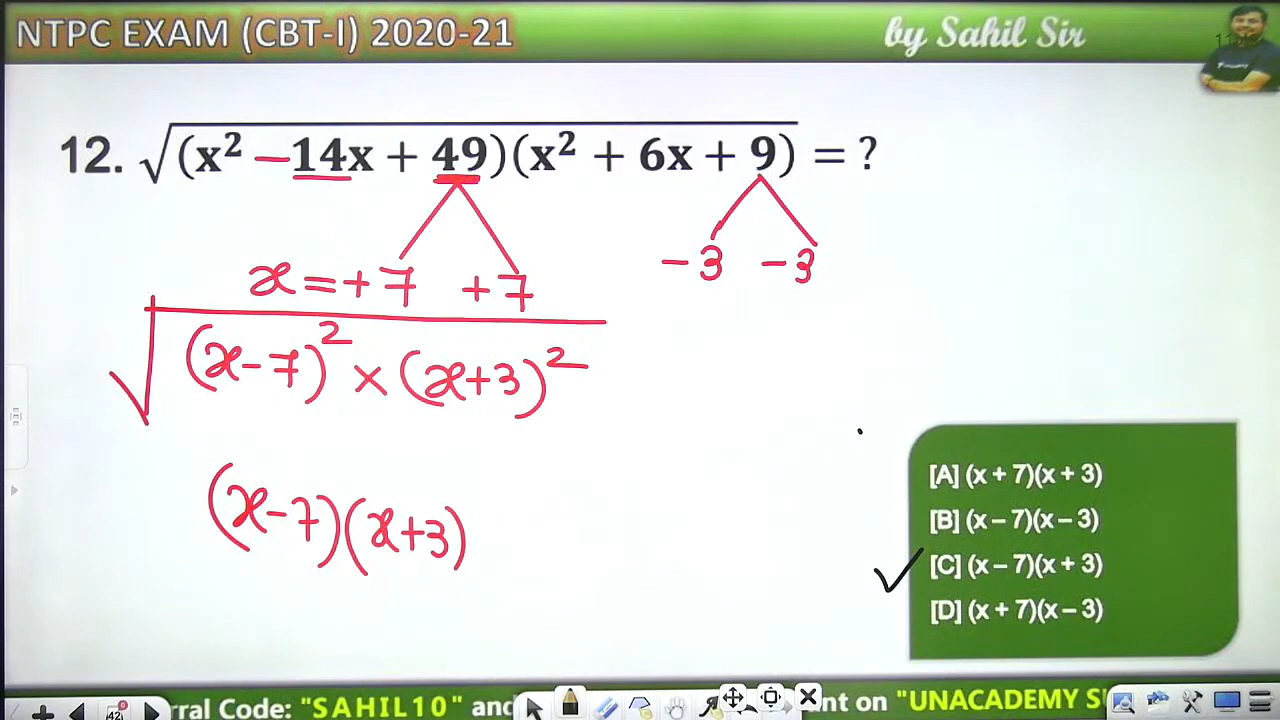 NTPC EXAM (CBT-I) 2020-21
by Sahil Sir
12. √(x² − 14x + 49)(x² + 6x + 9) = ?
x = +7 +7
−3 −3
√(x−7)² × (x+3)²
(x−7)(x+3)
[A] (x + 7)(x + 3)
[B] (x − 7)(x − 3)
[C] (x − 7)(x + 3)
[D] (x + 7)(x − 3)
rral Code: "SAHIL10" and
nt on "UNACADEMY S
42